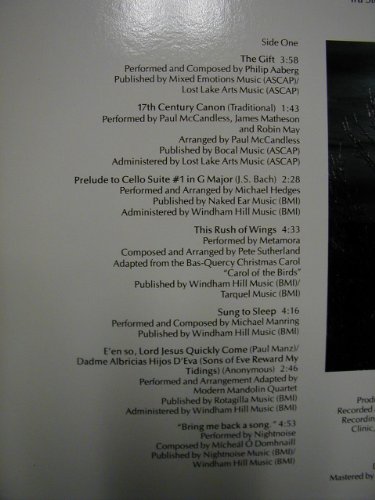 Side One
The Gift 3:58
Performed and Composed by Philip Aaberg
Published by Mixed Emotions Music (ASCAP)/
Lost Lake Arts Music (ASCAP)
17th Century Canon (Traditional) 1:43
Performed by Paul McCandless, James Matheson
and Robin May
Arranged by Paul McCandless
Published by Bocal Music (ASCAP)
Administered by Lost Lake Arts Music (ASCAP)
Prelude to Cello Suite #1 in G Major (J.S. Bach) 2:28
Performed and Arranged by Michael Hedges
Published by Naked Ear Music (BMI)
Administered by Windham Hill Music (BMI)
This Rush of Wings 4:33
Performed by Metamora
Composed and Arranged by Pete Sutherland
Adapted from the Bas-Quercy Christmas Carol
"Carol of the Birds"
Published by Windham Hill Music (BMI)/
Tarquel Music (BMI)
Sung to Sleep 4:16
Performed and Composed by Michael Manring
Published by Windham Hill Music (BMI)
E'en so, Lord Jesus Quickly Come (Paul Manz)/
Dadme Albricias Hijos D'Eva (Sons of Eve Reward My
Tidings) (Anonymous) 2:46
Performed and Arrangement Adapted by
Modern Mandolin Quartet
Published by Rotagilla Music (BMI)
Administered by Windham Hill Music (BMI)
"Bring me back a song." 4:53
Performed by Nightnoise
Composed by Mícheál Ó Domhnaill
Published by Nightnoise Music (BMI)/
Windham Hill Music (BMI)
Recorded
Recording
Clinic,
Mastered by